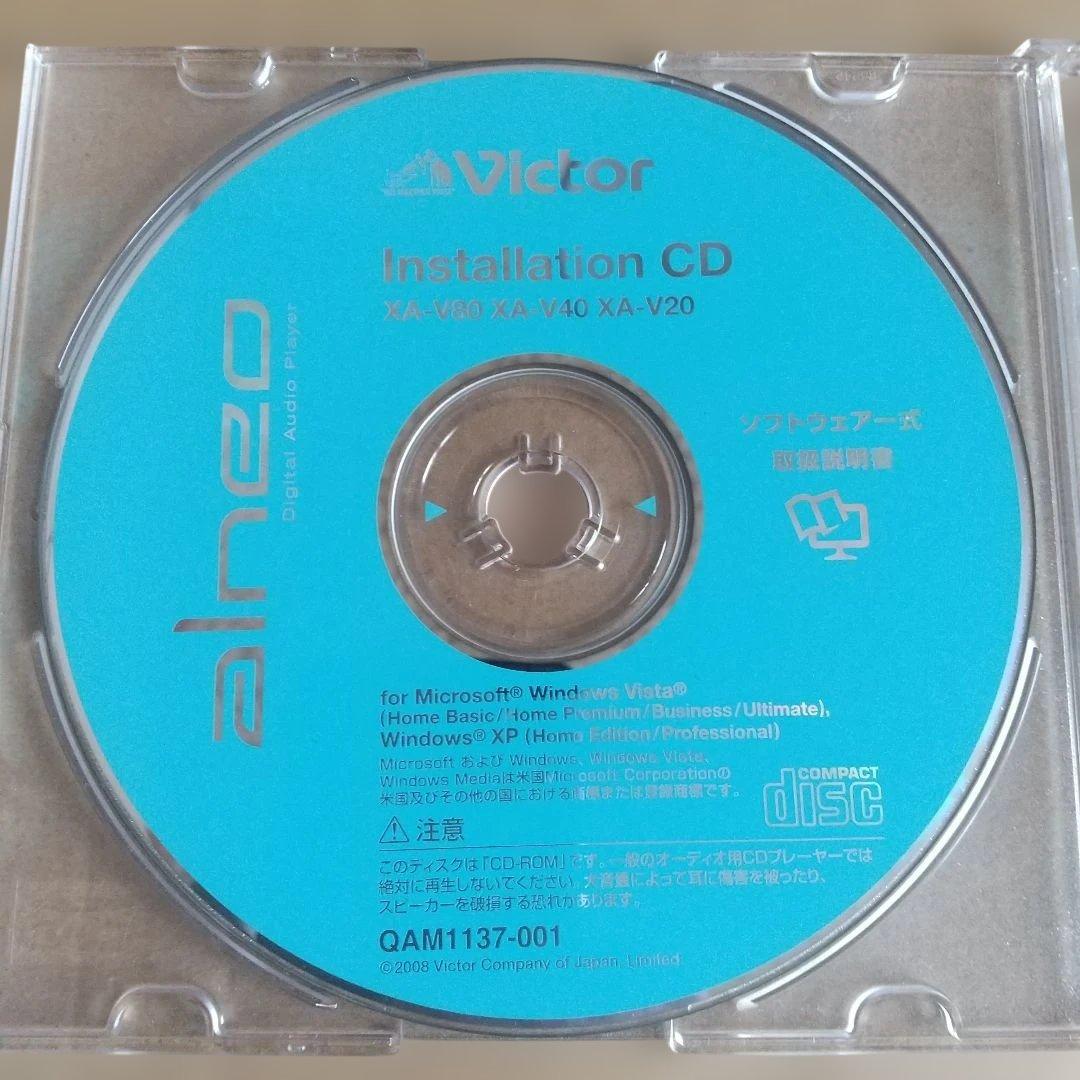 Victor
Installation CD
XA-V80 XA-V40 XA-V20
alneo
Digital Audio Player
ソフトウェア一式
取扱説明書
for Microsoft® Windows Vista®
(Home Basic/Home Premium/Business/Ultimate),
Windows® XP (Home Edition/Professional)
Microsoft および Windows、Windows Vista、
Windows Mediaは米国Microsoft Corporationの
米国及びその他の国における商標または登録商標です。
COMPACT
disc
注意
このディスクは「CD-ROM」です。一般のオーディオ用CDプレーヤーでは
絶対に再生しないでください。大音量によって耳に傷害を被ったり、
スピーカーを破損する恐れがあります。
QAM1137-001
©2008 Victor Company of Japan, Limited